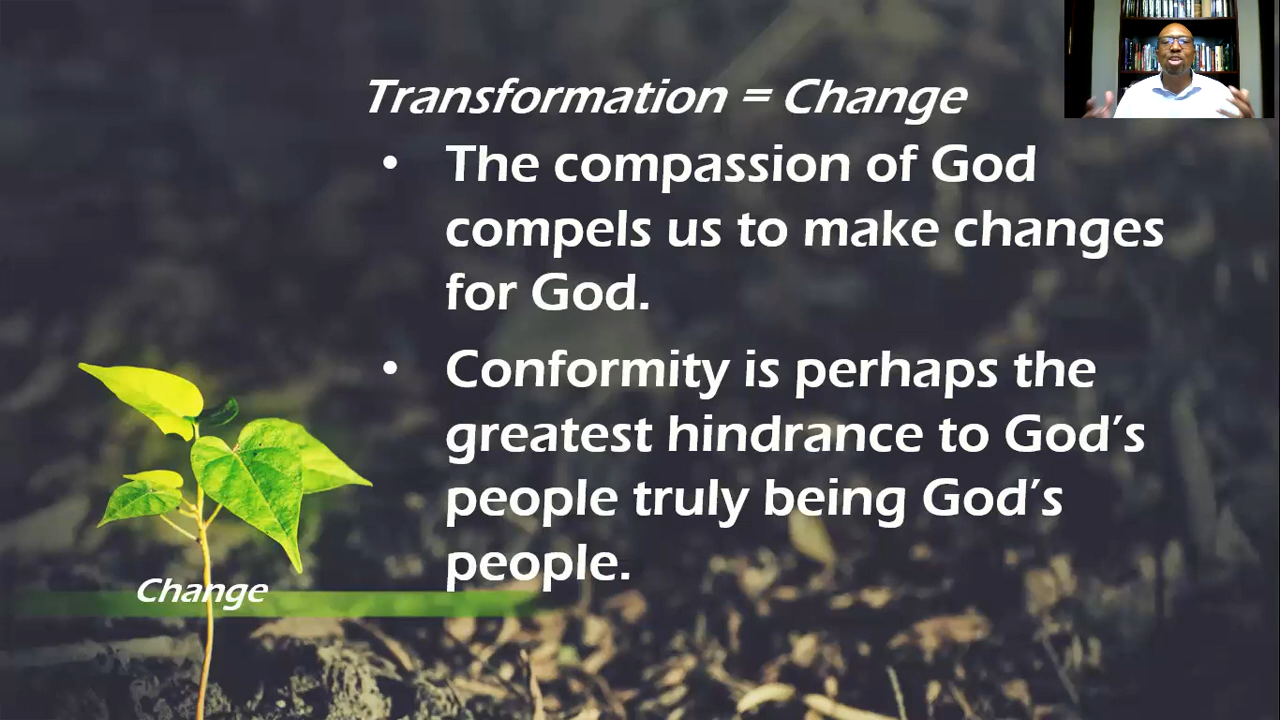 Transformation = Change
• The compassion of God
compels us to make changes
for God.
• Conformity is perhaps the
greatest hindrance to God's
people truly being God's
people.
Change